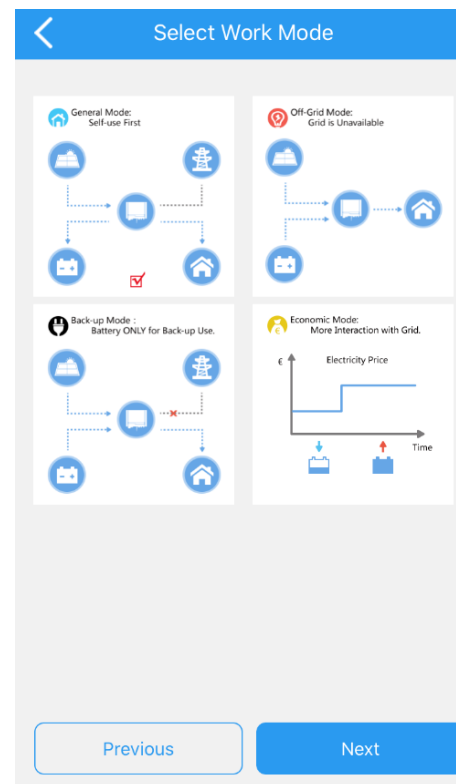 Select Work Mode
General Mode:
Self-use First
Off-Grid Mode:
Grid is Unavailable
Back-up Mode :
Battery ONLY for Back-up Use.
Economic Mode:
More Interaction with Grid.
€
Electricity Price
Time
Previous
Next